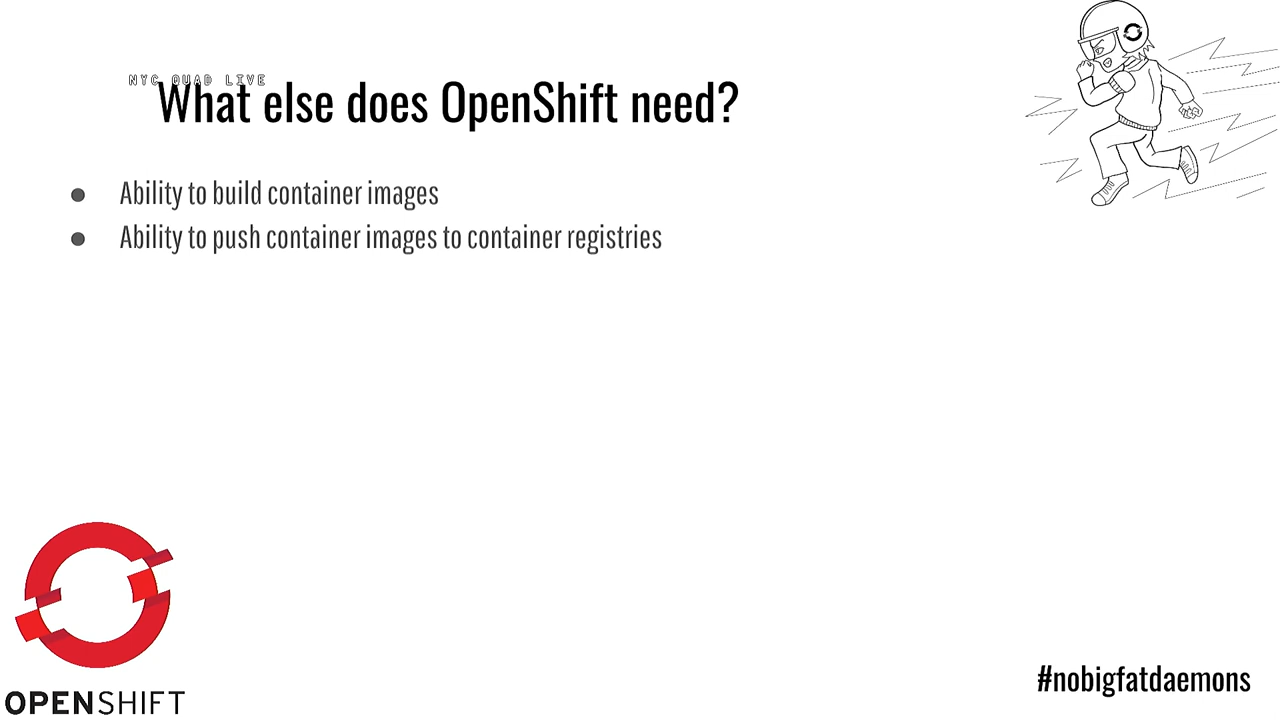 NYC QUAD LIVE
What else does OpenShift need?
● Ability to build container images
● Ability to push container images to container registries
OPENSHIFT
#nobigfatdaemons